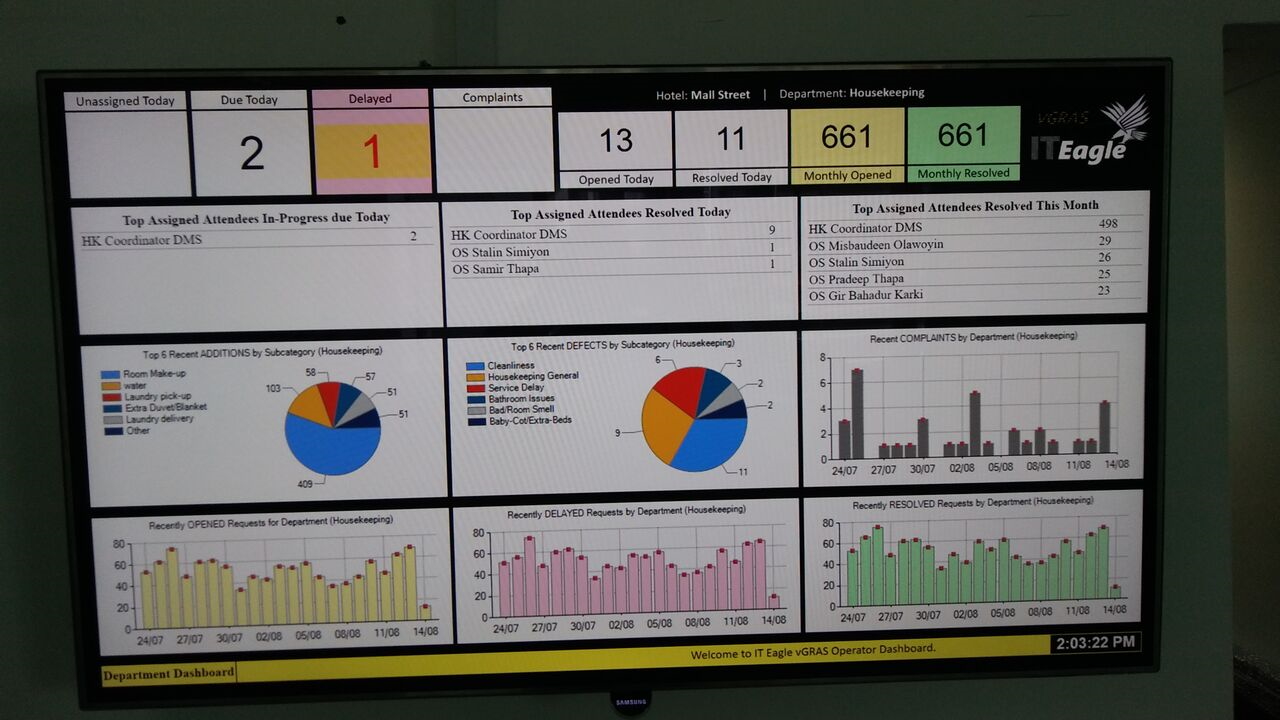 Hotel: Mall Street | Department: Housekeeping
Unassigned Today
Due Today
2
Delayed
1
Complaints
13
Opened Today
11
Resolved Today
661
Monthly Opened
661
Monthly Resolved
VGRAS
ITEagle
Top Assigned Attendees In-Progress due Today
HK Coordinator DMS 2
Top Assigned Attendees Resolved Today
HK Coordinator DMS 9
OS Stalin Simiyon 1
OS Samir Thapa 1
Top Assigned Attendees Resolved This Month
HK Coordinator DMS 498
OS Misbaudeen Olawoyin 29
OS Stalin Simiyon 26
OS Pradeep Thapa 25
OS Gir Bahadur Karki 23
Top 6 Recent ADDITIONS by Subcategory (Housekeeping)
Room Make-up
water
Laundry pick-up
Extra Duvet/Blanket
Laundry delivery
Other
58
57
103
51
51
409
Top 6 Recent DEFECTS by Subcategory (Housekeeping)
Cleanliness
Housekeeping General
Service Delay
Bathroom Issues
Bad/Room Smell
Baby-Cot/Extra-Beds
6
3
2
2
9
11
Recent COMPLAINTS by Department (Housekeeping)
8
6
4
2
0
24/07 27/07 30/07 02/08 05/08 08/08 11/08 14/08
Recently OPENED Requests for Department (Housekeeping)
80
60
40
20
0
24/07 27/07 30/07 02/08 05/08 08/08 11/08 14/08
Recently DELAYED Requests by Department (Housekeeping)
80
60
40
20
0
24/07 27/07 30/07 02/08 05/08 08/08 11/08 14/08
Recently RESOLVED Requests by Department (Housekeeping)
80
60
40
20
0
24/07 27/07 30/07 02/08 05/08 08/08 11/08 14/08
Department Dashboard
Welcome to IT Eagle vGRAS Operator Dashboard.
2:03:22 PM
SAMSUNG